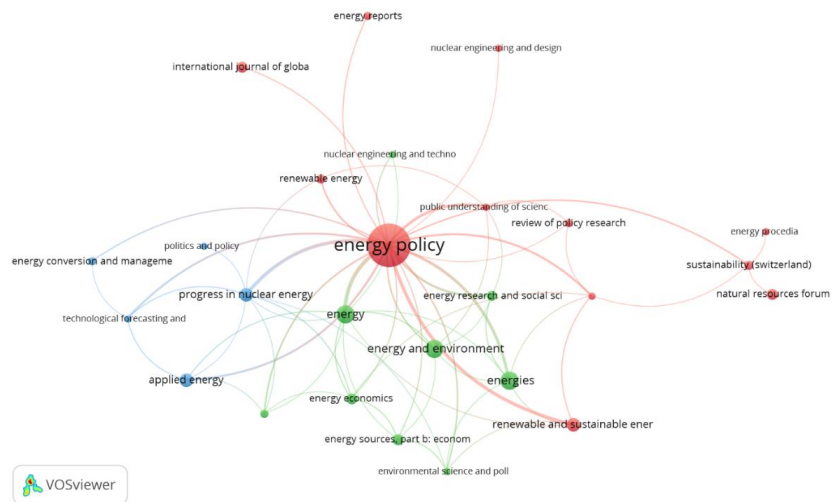 energy reports
nuclear engineering and design
international journal of globa
nuclear engineering and techno
renewable energy
public understanding of scienc
review of policy research
energy procedia
energy policy
politics and policy
energy conversion and manageme
sustainability (switzerland)
progress in nuclear energy
energy research and social sci
natural resources forum
technological forecasting and
energy
energy and environment
applied energy
energies
energy economics
renewable and sustainable ener
energy sources, part b: econom
environmental science and poll
VOSviewer